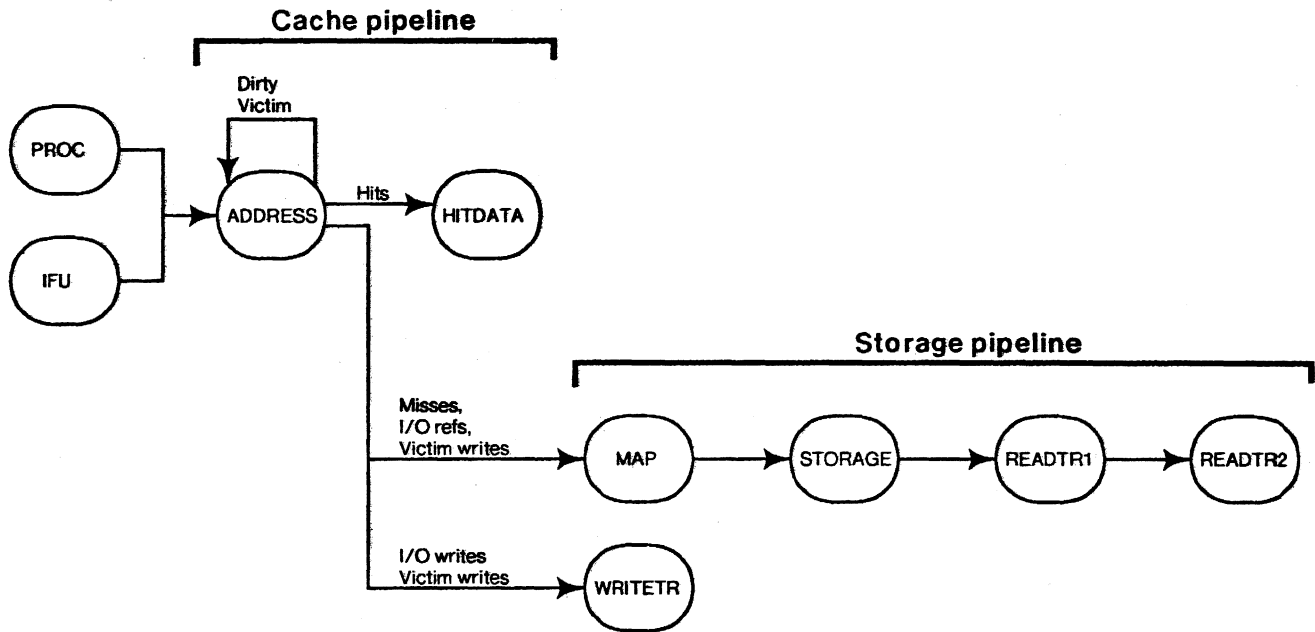 Cache pipeline
Dirty
Victim
PROC
ADDRESS
Hits
HITDATA
IFU
Storage pipeline
Misses,
I/O refs,
Victim writes
MAP
STORAGE
READTR1
READTR2
I/O writes
Victim writes
WRITETR